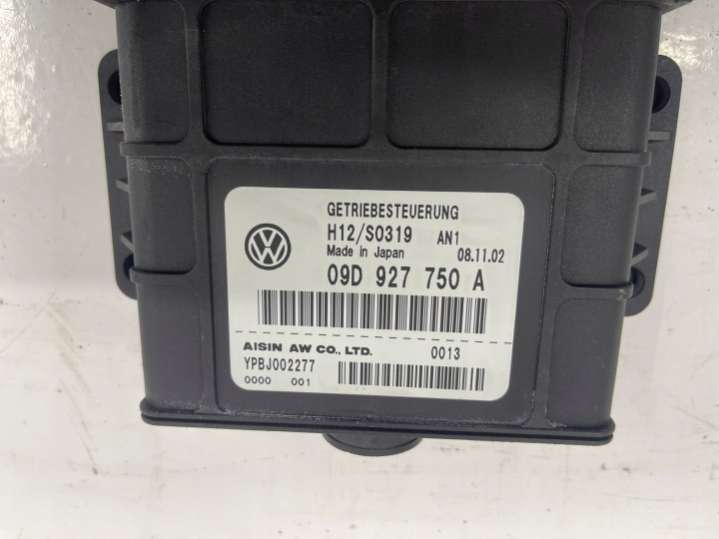 GETRIEBESTEUERUNG
H12/S0319 AN1
Made in Japan 08.11.02
09D 927 750 A
AISIN AW CO., LTD. 0013
YPBJ002277
0000 001